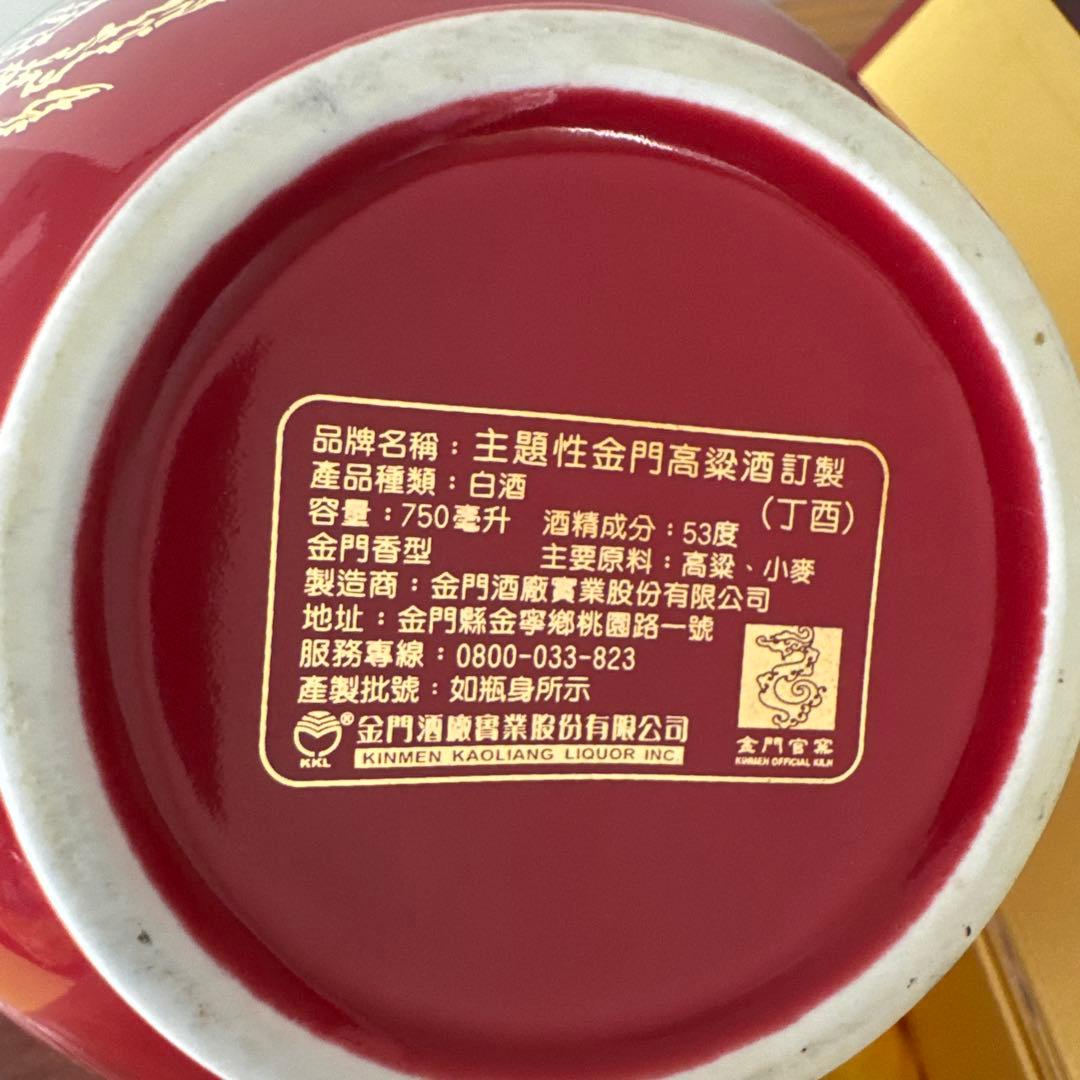 品牌名稱：主題性金門高粱酒訂製
（丁酉）
產品種類：白酒
容量：750毫升 酒精成分：53度
金門香型 主要原料：高粱、小麥
製造商：金門酒廠實業股份有限公司
地址：金門縣金寧鄉桃園路一號
服務專線：0800-033-823
產製批號：如瓶身所示
KKL® 金門酒廠實業股份有限公司
KINMEN KAOLIANG LIQUOR INC.
金門官窯
KINMEN OFFICIAL KILN